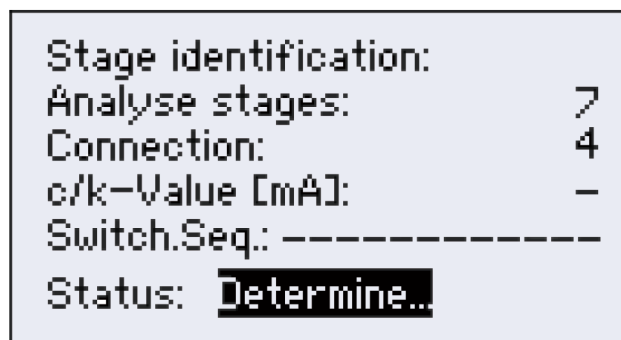 Stage identification:
Analyse stages: 7
Connection: 4
c/k-Value [mA]: -
Switch.Seq.: ------------
Status: Determine...